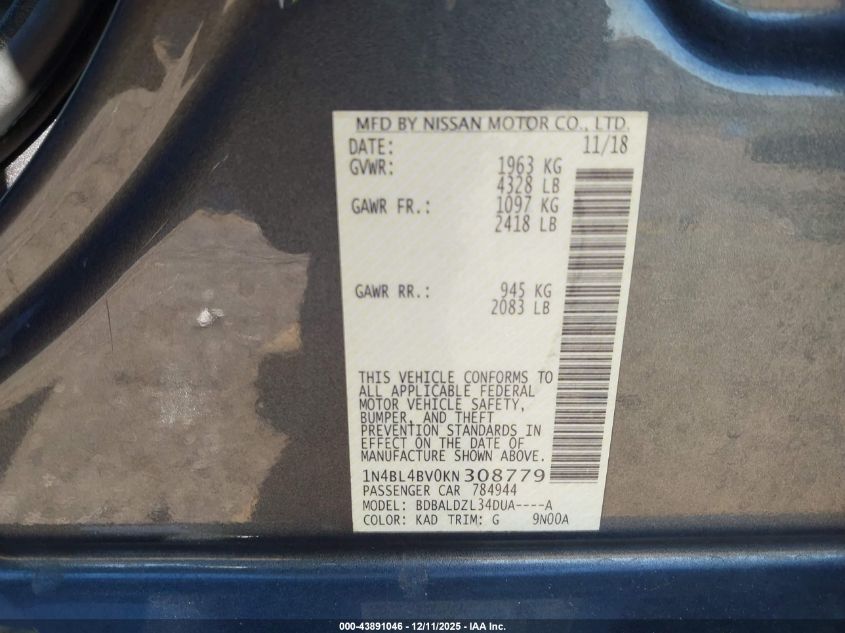 MFD BY NISSAN MOTOR CO., LTD.
DATE: 11/18
GVWR: 1963 KG
4328 LB
GAWR FR.: 1097 KG
2418 LB
GAWR RR.: 945 KG
2083 LB
THIS VEHICLE CONFORMS TO
ALL APPLICABLE FEDERAL
MOTOR VEHICLE SAFETY,
BUMPER, AND THEFT
PREVENTION STANDARDS IN
EFFECT ON THE DATE OF
MANUFACTURE SHOWN ABOVE.
1N4BL4BV0KN308779
PASSENGER CAR 784944
MODEL: BDBALDZL34DUA----A
COLOR: KAD TRIM: G 9N00A
000-43891046 - 12/11/2025 - IAA Inc.